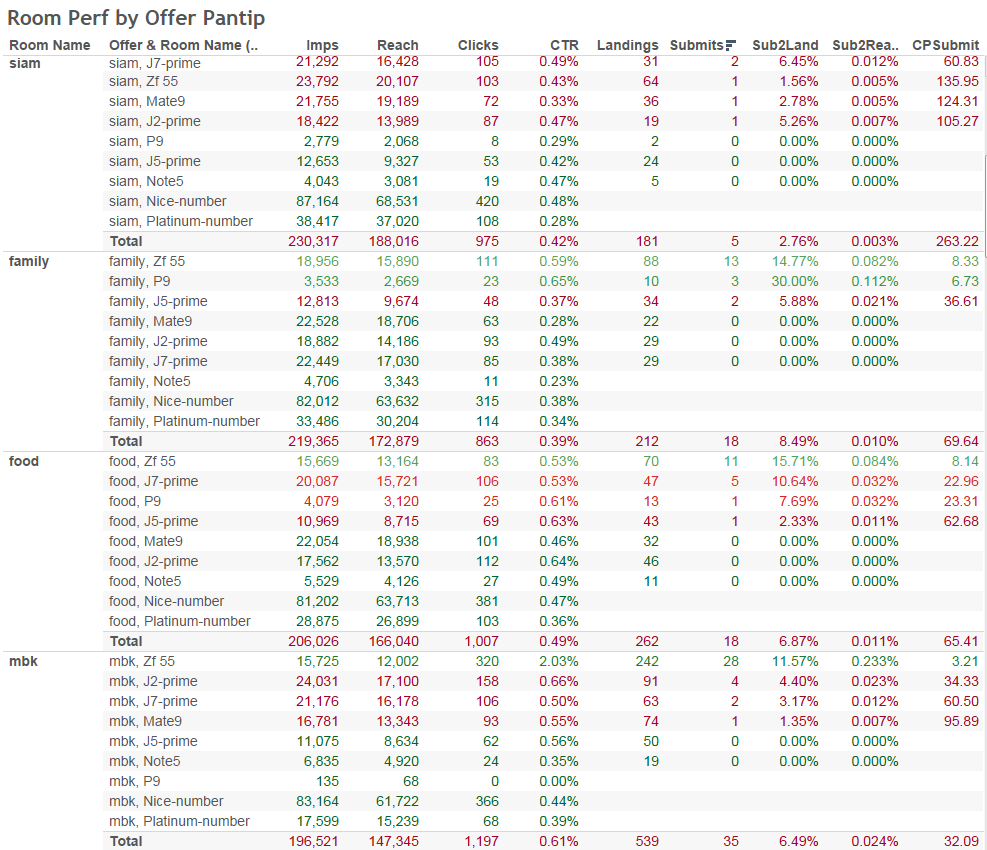 Room Perf by Offer Pantip
Room Name Offer & Room Name (.. Imps Reach Clicks CTR Landings Submits Sub2Land Sub2Rea.. CPSubmit
siam siam, J7-prime 21,292 16,428 105 0.49% 31 2 6.45% 0.012% 60.83
siam, Zf 55 23,792 20,107 103 0.43% 64 1 1.56% 0.005% 135.95
siam, Mate9 21,755 19,189 72 0.33% 36 1 2.78% 0.005% 124.31
siam, J2-prime 18,422 13,989 87 0.47% 19 1 5.26% 0.007% 105.27
siam, P9 2,779 2,068 8 0.29% 2 0 0.00% 0.000%
siam, J5-prime 12,653 9,327 53 0.42% 24 0 0.00% 0.000%
siam, Note5 4,043 3,081 19 0.47% 5 0 0.00% 0.000%
siam, Nice-number 87,164 68,531 420 0.48%
siam, Platinum-number 38,417 37,020 108 0.28%
Total 230,317 188,016 975 0.42% 181 5 2.76% 0.003% 263.22
family family, Zf 55 18,956 15,890 111 0.59% 88 13 14.77% 0.082% 8.33
family, P9 3,533 2,669 23 0.65% 10 3 30.00% 0.112% 6.73
family, J5-prime 12,813 9,674 48 0.37% 34 2 5.88% 0.021% 36.61
family, Mate9 22,528 18,706 63 0.28% 22 0 0.00% 0.000%
family, J2-prime 18,882 14,186 93 0.49% 29 0 0.00% 0.000%
family, J7-prime 22,449 17,030 85 0.38% 29 0 0.00% 0.000%
family, Note5 4,706 3,343 11 0.23%
family, Nice-number 82,012 63,632 315 0.38%
family, Platinum-number 33,486 30,204 114 0.34%
Total 219,365 172,879 863 0.39% 212 18 8.49% 0.010% 69.64
food food, Zf 55 15,669 13,164 83 0.53% 70 11 15.71% 0.084% 8.14
food, J7-prime 20,087 15,721 106 0.53% 47 5 10.64% 0.032% 22.96
food, P9 4,079 3,120 25 0.61% 13 1 7.69% 0.032% 23.31
food, J5-prime 10,969 8,715 69 0.63% 43 1 2.33% 0.011% 62.68
food, Mate9 22,054 18,938 101 0.46% 32 0 0.00% 0.000%
food, J2-prime 17,562 13,570 112 0.64% 46 0 0.00% 0.000%
food, Note5 5,529 4,126 27 0.49% 11 0 0.00% 0.000%
food, Nice-number 81,202 63,713 381 0.47%
food, Platinum-number 28,875 26,899 103 0.36%
Total 206,026 166,040 1,007 0.49% 262 18 6.87% 0.011% 65.41
mbk mbk, Zf 55 15,725 12,002 320 2.03% 242 28 11.57% 0.233% 3.21
mbk, J2-prime 24,031 17,100 158 0.66% 91 4 4.40% 0.023% 34.33
mbk, J7-prime 21,176 16,178 106 0.50% 63 2 3.17% 0.012% 60.50
mbk, Mate9 16,781 13,343 93 0.55% 74 1 1.35% 0.007% 95.89
mbk, J5-prime 11,075 8,634 62 0.56% 50 0 0.00% 0.000%
mbk, Note5 6,835 4,920 24 0.35% 19 0 0.00% 0.000%
mbk, P9 135 68 0 0.00%
mbk, Nice-number 83,164 61,722 366 0.44%
mbk, Platinum-number 17,599 15,239 68 0.39%
Total 196,521 147,345 1,197 0.61% 539 35 6.49% 0.024% 32.09